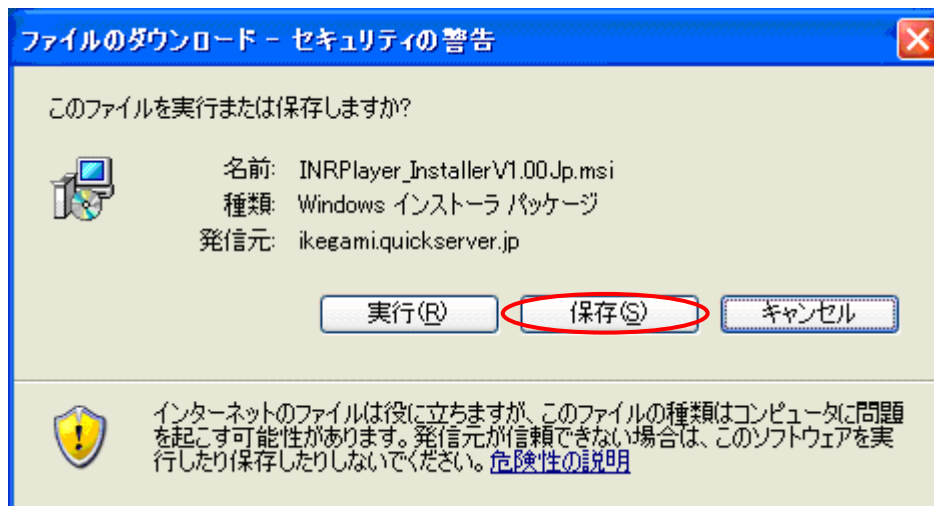 ファイルのダウンロード - セキュリティの警告
このファイルを実行または保存しますか?
名前: INRPlayer_InstallerV1.00Jp.msi
種類: Windows インストーラ パッケージ
発信元: ikegami.quickserver.jp
実行(R) 保存(S) キャンセル
インターネットのファイルは役に立ちますが、このファイルの種類はコンピュータに問題
を起こす可能性があります。発信元が信頼できない場合は、このソフトウェアを実
行したり保存したりしないでください。危険性の説明